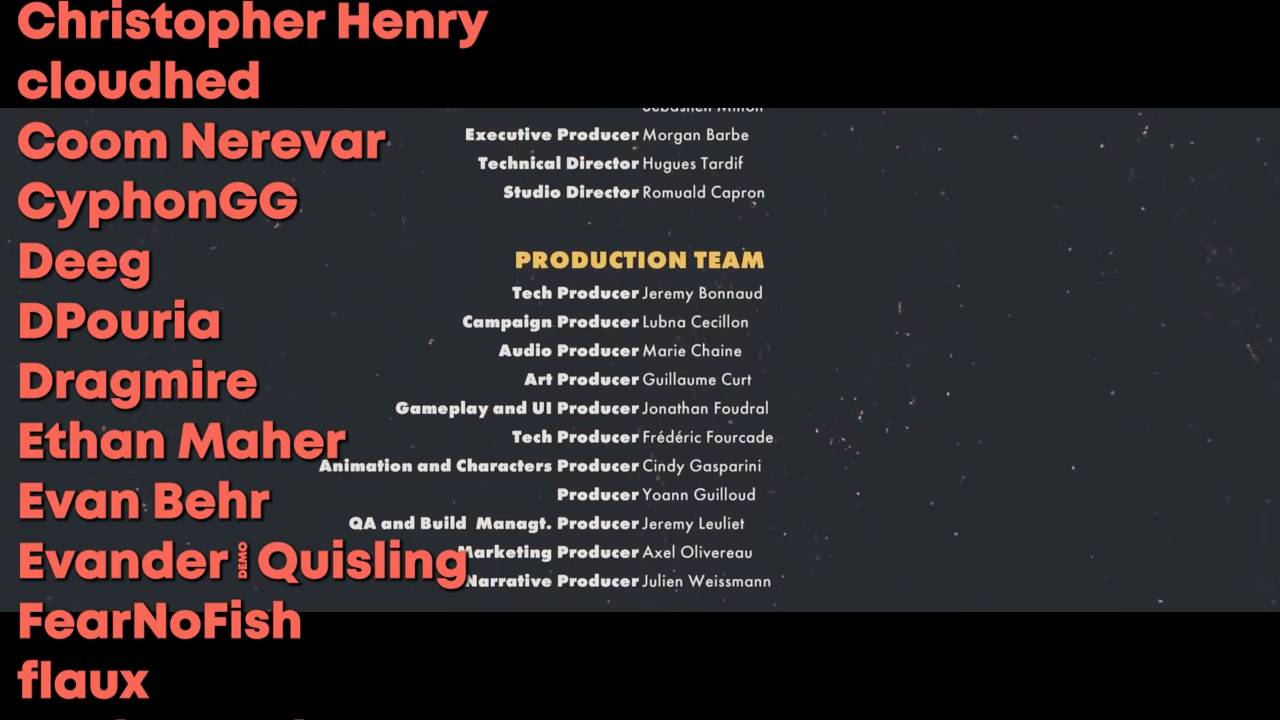 Christopher Henry
cloudhed
Coom Nerevar
CyphonGG
Deeg
DPouria
Dragmire
Ethan Maher
Evan Behr
Evander DEMO Quisling
FearNoFish
flaux
Executive Producer Morgan Barbe
Technical Director Hugues Tardif
Studio Director Romuald Capron
PRODUCTION TEAM
Tech Producer Jeremy Bonnaud
Campaign Producer Lubna Cecillon
Audio Producer Marie Chaine
Art Producer Guillaume Curt
Gameplay and UI Producer Jonathan Foudral
Tech Producer Frédéric Fourcade
Animation and Characters Producer Cindy Gasparini
Producer Yoann Guilloud
QA and Build Managt. Producer Jeremy Leuliet
Marketing Producer Axel Olivereau
Narrative Producer Julien Weissmann